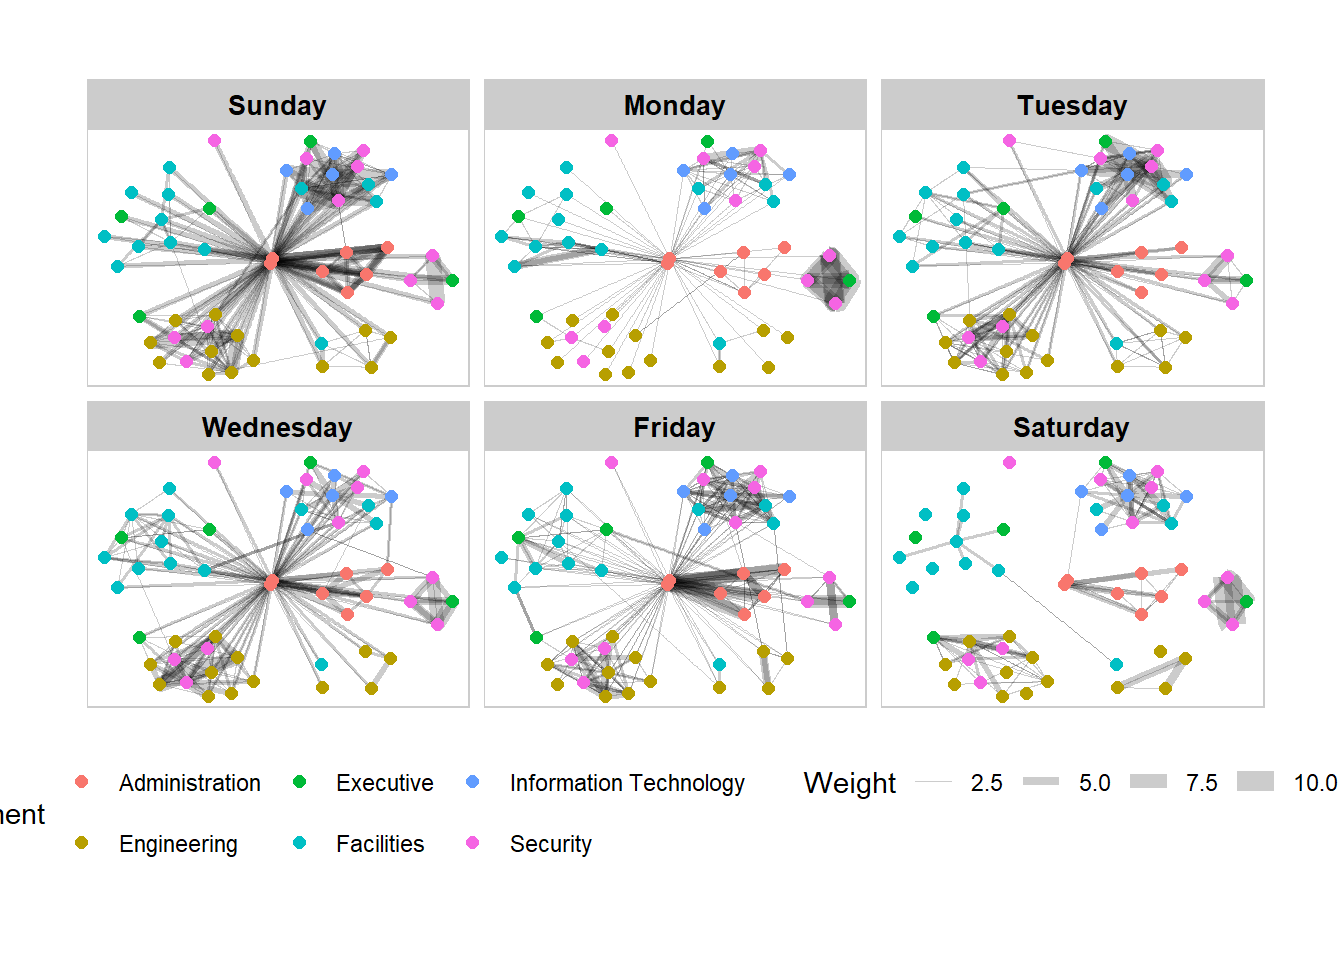 Sunday
Monday
Tuesday
Wednesday
Friday
Saturday
Administration Executive Information Technology Weight 2.5 5.0 7.5 10.0
Engineering Facilities Security